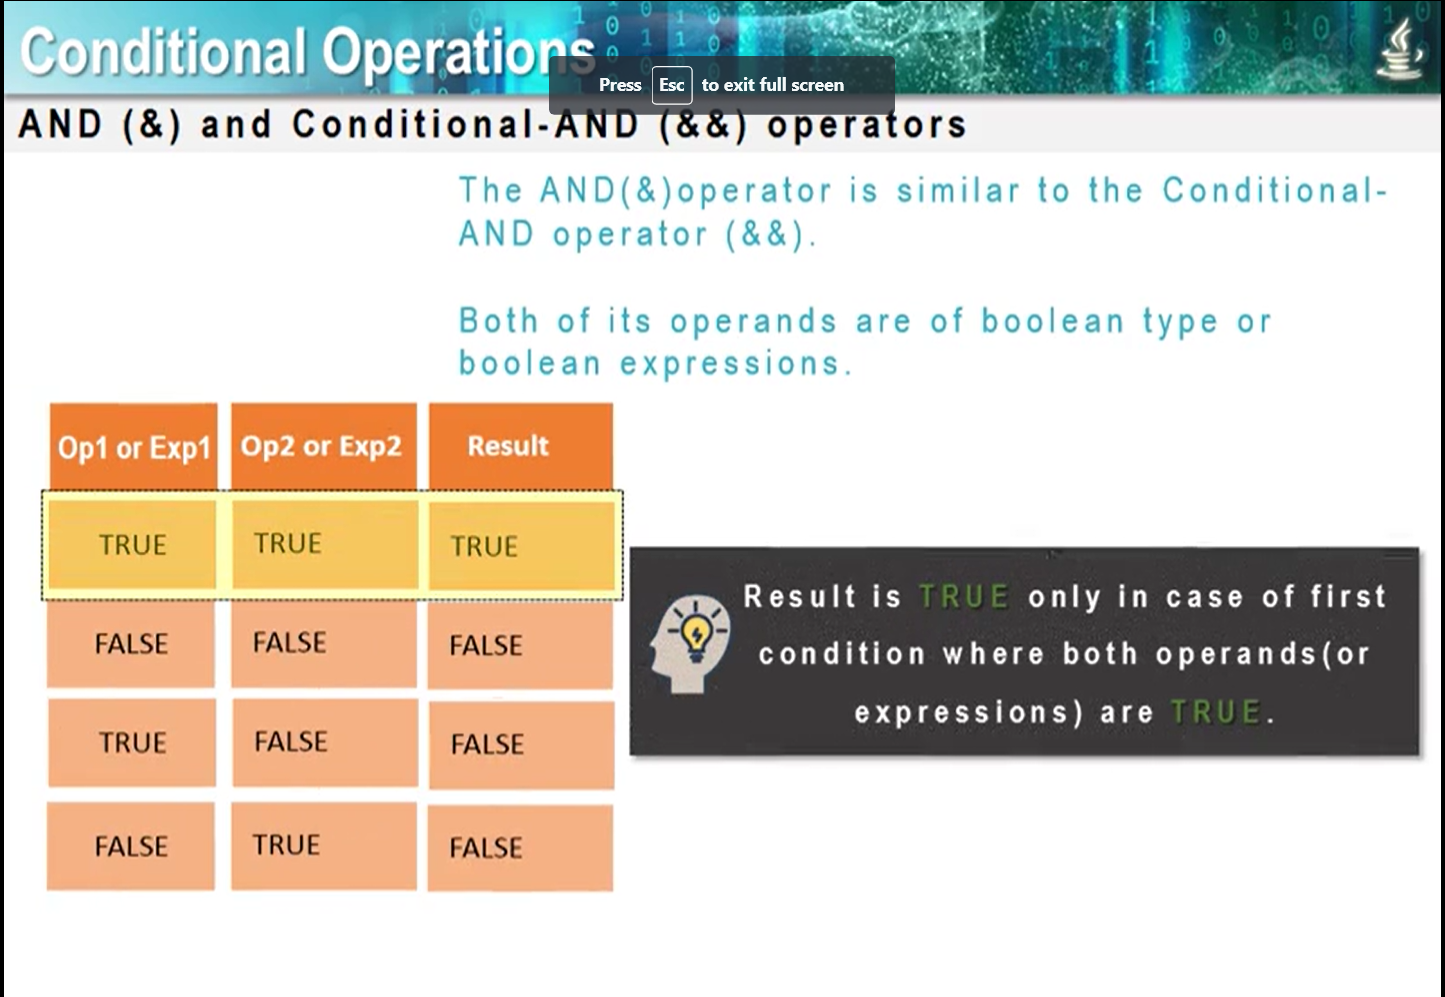 Conditional Operations
Press Esc to exit full screen
AND (&) and Conditional-AND (&&) operators
The AND(&)operator is similar to the Conditional-
AND operator (&&).
Both of its operands are of boolean type or
boolean expressions.
Op1 or Exp1 Op2 or Exp2 Result
TRUE TRUE TRUE
FALSE FALSE FALSE
TRUE FALSE FALSE
FALSE TRUE FALSE
Result is TRUE only in case of first
condition where both operands(or
expressions) are TRUE.